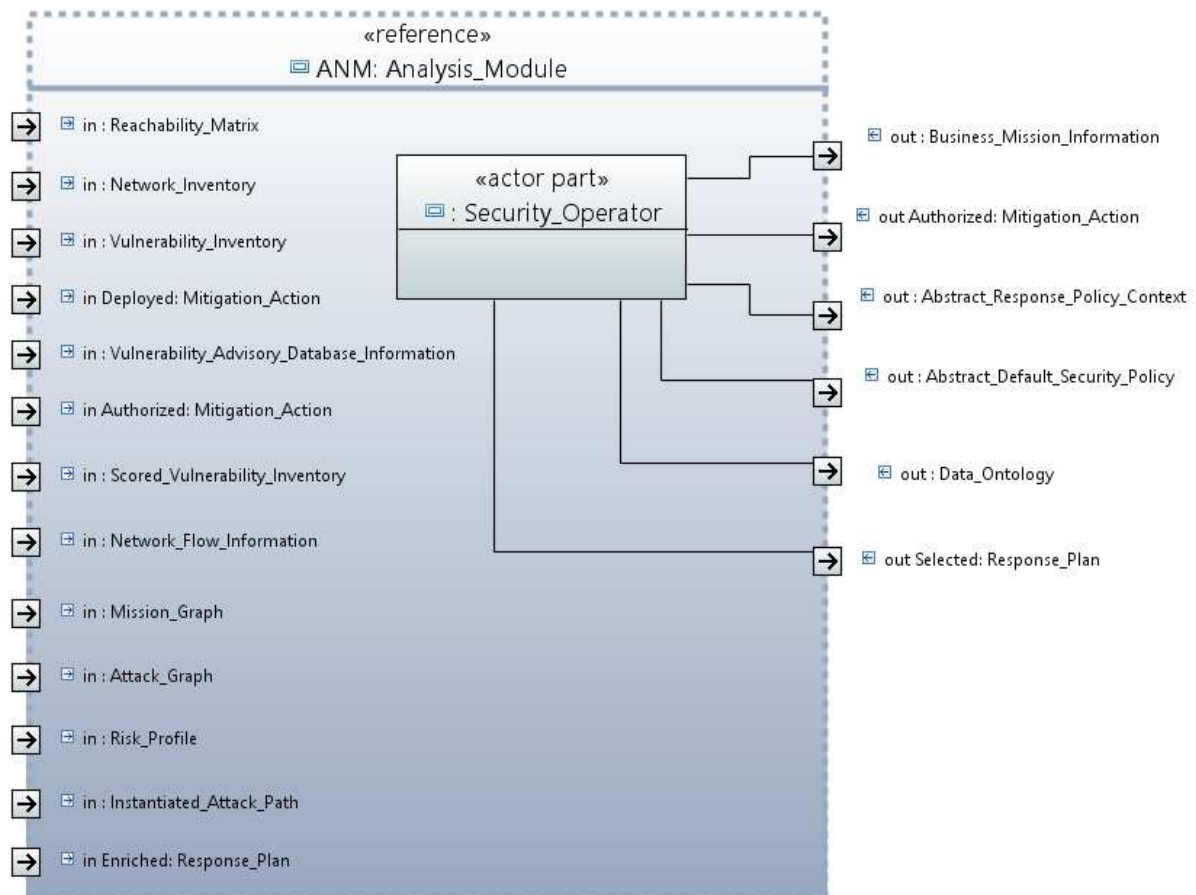 «reference»
ANM: Analysis_Module
in : Reachability_Matrix
in : Network_Inventory
in : Vulnerability_Inventory
in Deployed: Mitigation_Action
in : Vulnerability_Advisory_Database_Information
in Authorized: Mitigation_Action
in : Scored_Vulnerability_Inventory
in : Network_Flow_Information
in : Mission_Graph
in : Attack_Graph
in : Risk_Profile
in : Instantiated_Attack_Path
in Enriched: Response_Plan
«actor part»
: Security_Operator
out : Business_Mission_Information
out Authorized: Mitigation_Action
out : Abstract_Response_Policy_Context
out : Abstract_Default_Security_Policy
out : Data_Ontology
out Selected: Response_Plan